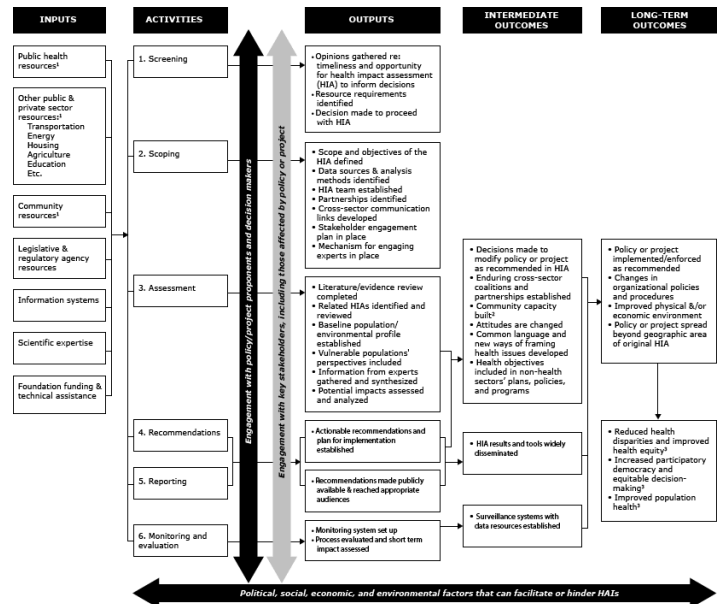 INPUTS
Public health
resources¹
Other public &
private sector
resources:¹
Transportation
Energy
Housing
Agriculture
Education
Etc.
Community
resources¹
Legislative &
regulatory agency
resources
Information systems
Scientific expertise
Foundation funding &
technical assistance
ACTIVITIES
1. Screening
2. Scoping
3. Assessment
4. Recommendations
5. Reporting
6. Monitoring and
evaluation
Engagement with policy/project proponents and decision makers
Engagement with key stakeholders, including those affected by policy or project
OUTPUTS
• Opinions gathered re:
timeliness and opportunity
for health impact assessment
(HIA) to inform decisions
• Resource requirements
identified
• Decision made to proceed
with HIA
• Scope and objectives of the
HIA defined
• Data sources & analysis
methods identified
• HIA team established
• Partnerships identified
• Cross-sector communication
links developed
• Stakeholder engagement
plan in place
• Mechanism for engaging
experts in place
• Literature/evidence review
completed
• Related HIAs identified and
reviewed
• Baseline population/
environmental profile
established
• Vulnerable populations'
perspectives included
• Information from experts
gathered and synthesized
• Potential impacts assessed
and analyzed
• Actionable recommendations and
plan for implementation
established
• Recommendations made publicly
available & reached appropriate
audiences
• Monitoring system set up
• Process evaluated and short term
impact assessed
INTERMEDIATE
OUTCOMES
• Decisions made to
modify policy or project
as recommended in HIA
• Enduring cross-sector
coalitions and
partnerships established
• Community capacity
built²
• Attitudes are changed
• Common language and
new ways of framing
health issues developed
• Health objectives
included in non-health
sectors' plans, policies,
and programs
• HIA results and tools widely
disseminated
• Surveillance systems with
data resources established
LONG-TERM
OUTCOMES
• Policy or project
implemented/enforced
as recommended
• Changes in
organizational policies
and procedures
• Improved physical &/or
economic environment
• Policy or project spread
beyond geographic area
of original HIA
• Reduced health
disparities and improved
health equity³
• Increased participatory
democracy and
equitable decision-
making³
• Improved population
health³
Political, social, economic, and environmental factors that can facilitate or hinder HAIs